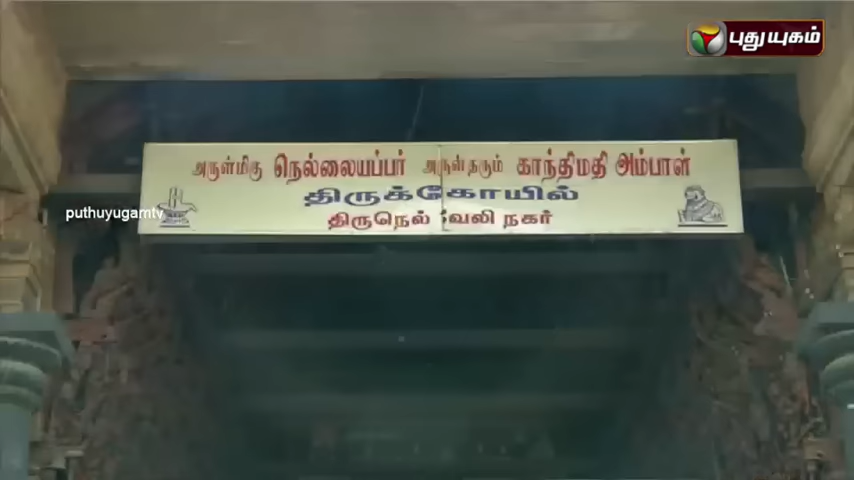 புதுயுகம்
அருள்மிகு நெல்லையப்பர் அருள்தரும் காந்திமதி அம்பாள்
திருக்கோயில்
திருநெல்வேலி நகர்
puthuyugamtv